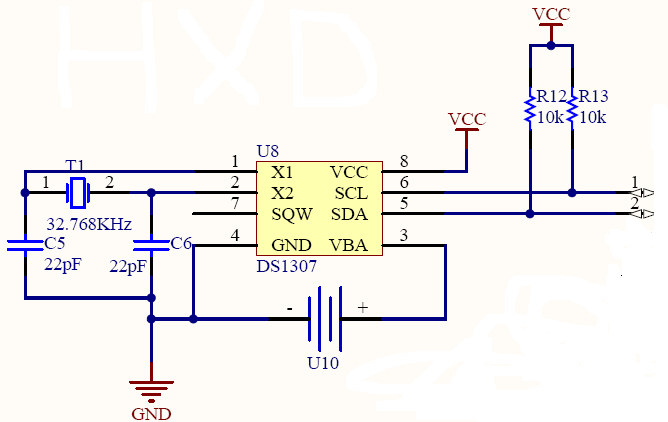 HXD
VCC
R12 R13
10k 10k
VCC
U8
T1
1 X1 VCC 8
1 2
2 X2 SCL 6
1
7 SQW SDA 5
2
32.768KHz
4 GND VBA 3
C5 C6
22pF 22pF
DS1307
- +
U10
GND